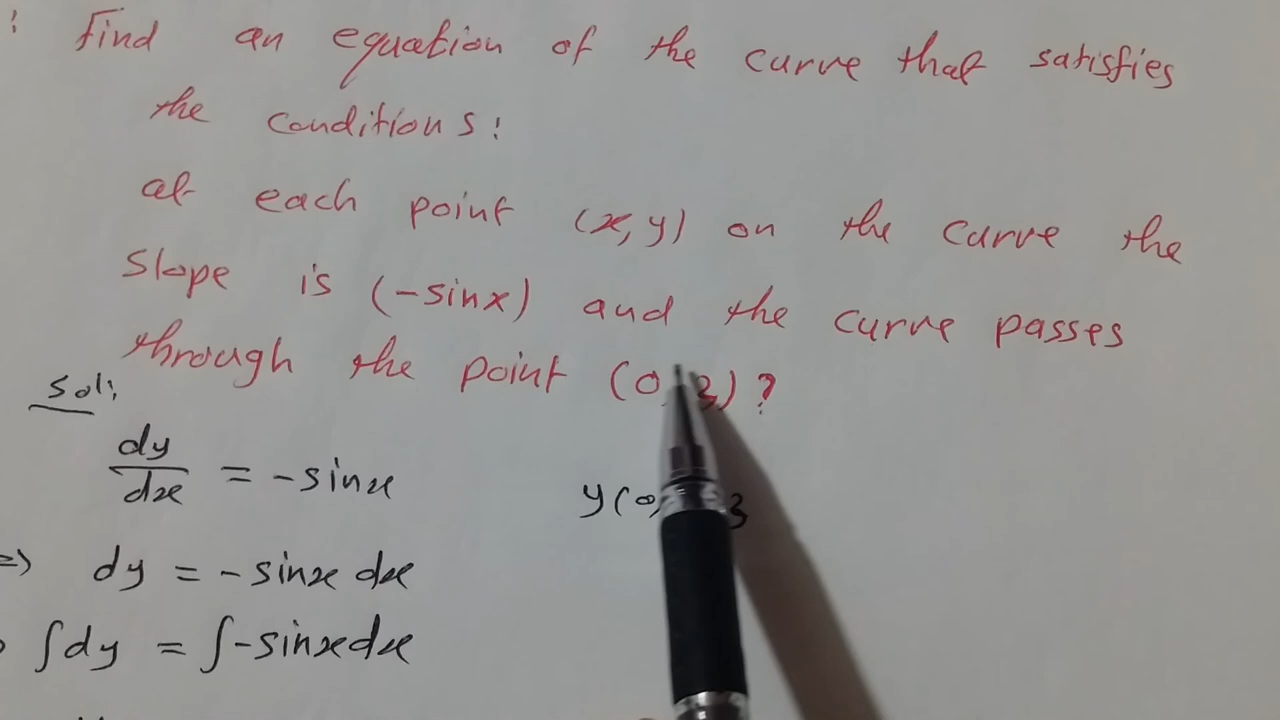 : Find an equation of the curve that satisfies
the conditions:
at each point (x,y) on the curve the
slope is (-sinx) and the curve passes
through the point (0,3)?
Sol:
dy/dx = -sinx
y(0) 3
=> dy = -sinx dx
∫dy = ∫-sinxdx